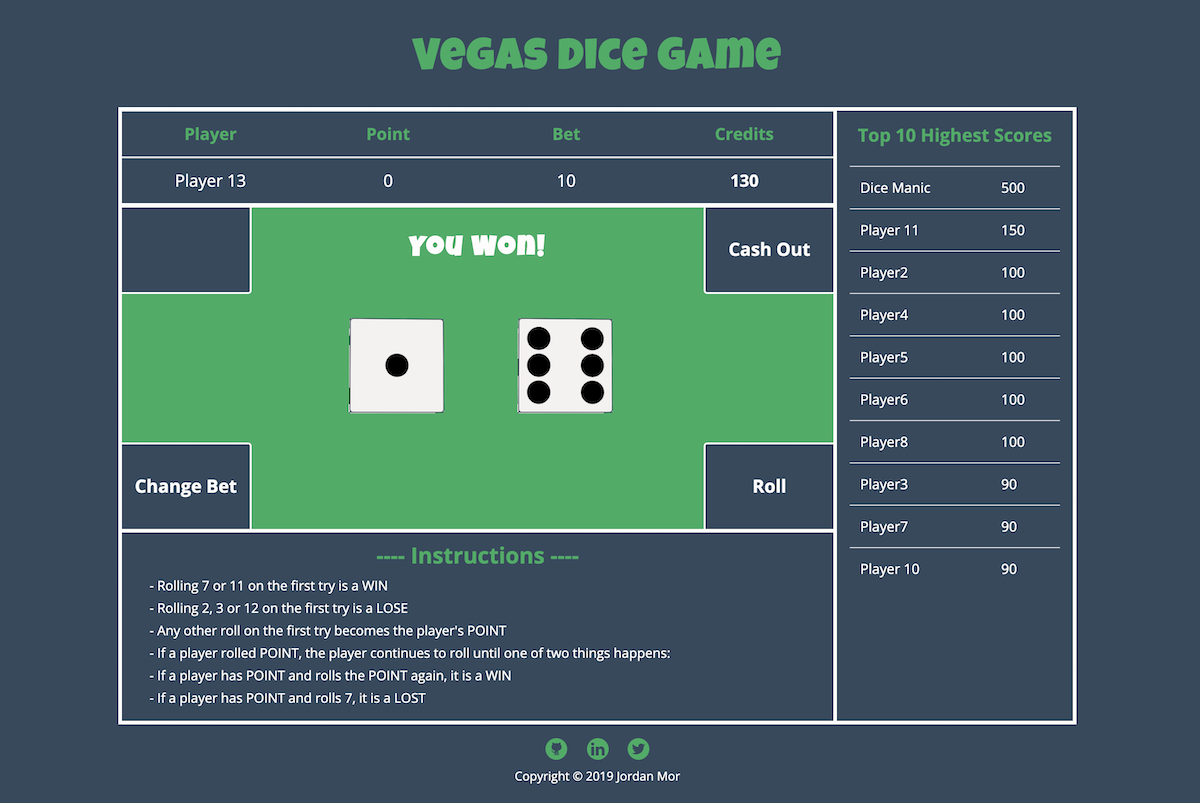 Vegas Dice Game
Player Point Bet Credits
Player 13 0 10 130
You Won!
Cash Out
Change Bet
Roll
---- Instructions ----
- Rolling 7 or 11 on the first try is a WIN
- Rolling 2, 3 or 12 on the first try is a LOSE
- Any other roll on the first try becomes the player's POINT
- If a player rolled POINT, the player continues to roll until one of two things happens:
- If a player has POINT and rolls the POINT again, it is a WIN
- If a player has POINT and rolls 7, it is a LOST
Top 10 Highest Scores
Dice Manic 500
Player 11 150
Player2 100
Player4 100
Player5 100
Player6 100
Player8 100
Player3 90
Player7 90
Player 10 90
in
Copyright © 2019 Jordan Mor